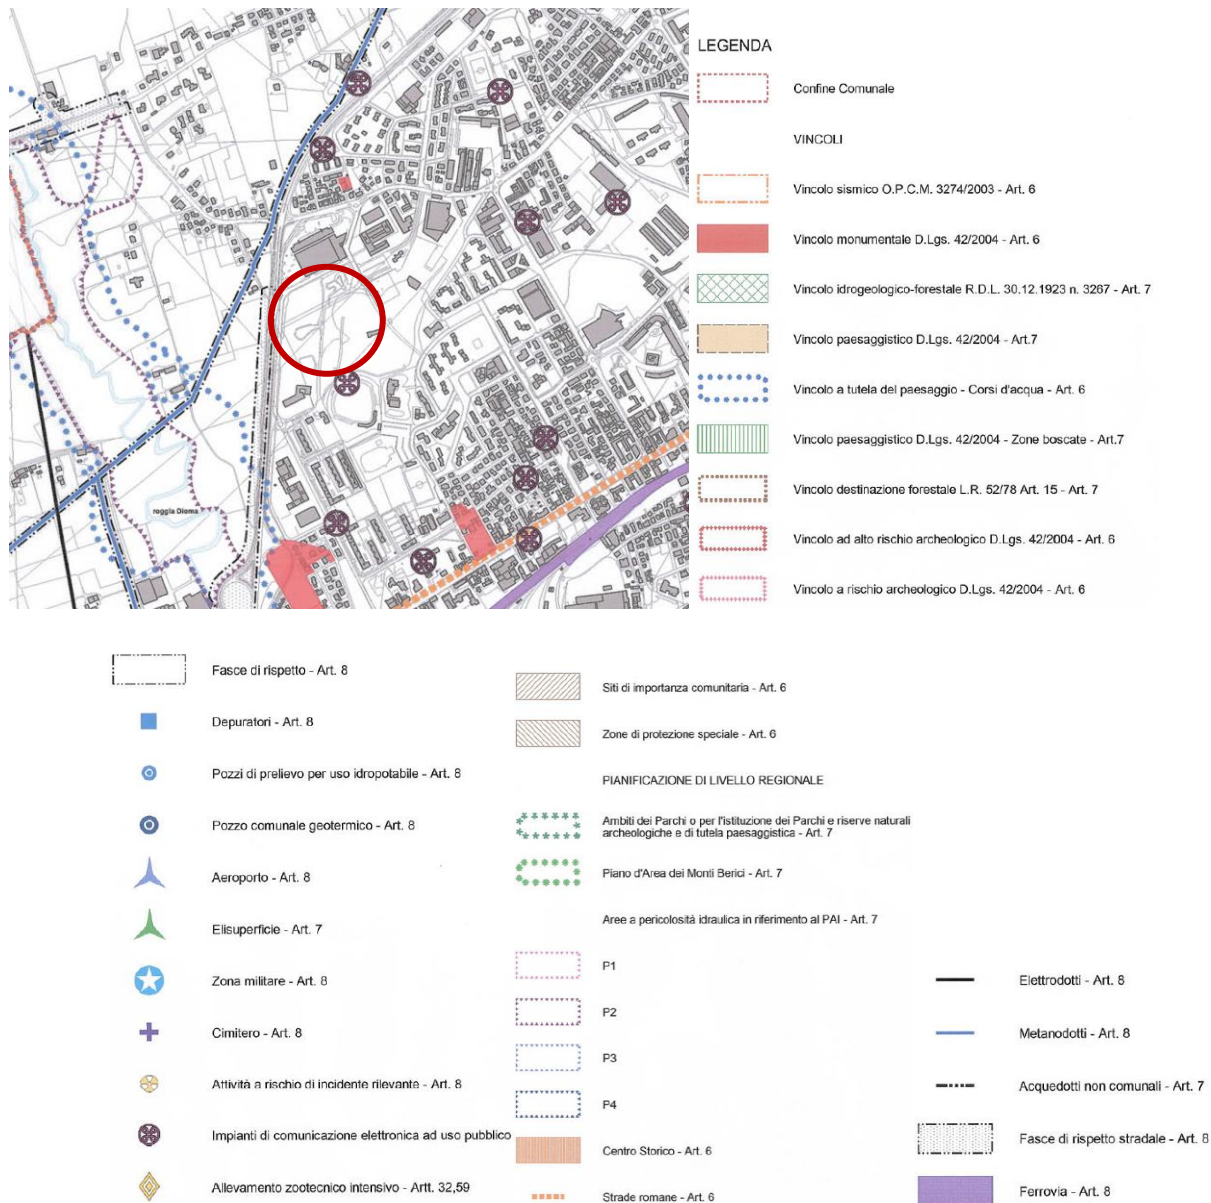 LEGENDA
Confine Comunale
VINCOLI
Vincolo sismico O.P.C.M. 3274/2003 - Art. 6
Vincolo monumentale D.Lgs. 42/2004 - Art. 6
Vincolo idrogeologico-forestale R.D.L. 30.12.1923 n. 3267 - Art. 7
Vincolo paesaggistico D.Lgs. 42/2004 - Art.7
Vincolo a tutela del paesaggio - Corsi d'acqua - Art. 6
Vincolo paesaggistico D.Lgs. 42/2004 - Zone boscate - Art.7
Vincolo destinazione forestale L.R. 52/78 Art. 15 - Art. 7
Vincolo ad alto rischio archeologico D.Lgs. 42/2004 - Art. 6
Vincolo a rischio archeologico D.Lgs. 42/2004 - Art. 6
roggia Dioma
Fasce di rispetto - Art. 8
Depuratori - Art. 8
Pozzi di prelievo per uso idropotabile - Art. 8
Pozzo comunale geotermico - Art. 8
Aeroporto - Art. 8
Elisuperficie - Art. 7
Zona militare - Art. 8
Cimitero - Art. 8
Attività a rischio di incidente rilevante - Art. 8
Impianti di comunicazione elettronica ad uso pubblico
Allevamento zootecnico intensivo - Artt. 32,59
Siti di importanza comunitaria - Art. 6
Zone di protezione speciale - Art. 6
PIANIFICAZIONE DI LIVELLO REGIONALE
Ambiti dei Parchi o per l'istituzione dei Parchi e riserve naturali
archeologiche e di tutela paesaggistica - Art. 7
Piano d'Area dei Monti Berici - Art. 7
Aree a pericolosità idraulica in riferimento al PAI - Art. 7
P1
P2
P3
P4
Centro Storico - Art. 6
Strade romane - Art. 6
Elettrodotti - Art. 8
Metanodotti - Art. 8
Acquedotti non comunali - Art. 7
Fasce di rispetto stradale - Art. 8
Ferrovia - Art. 8